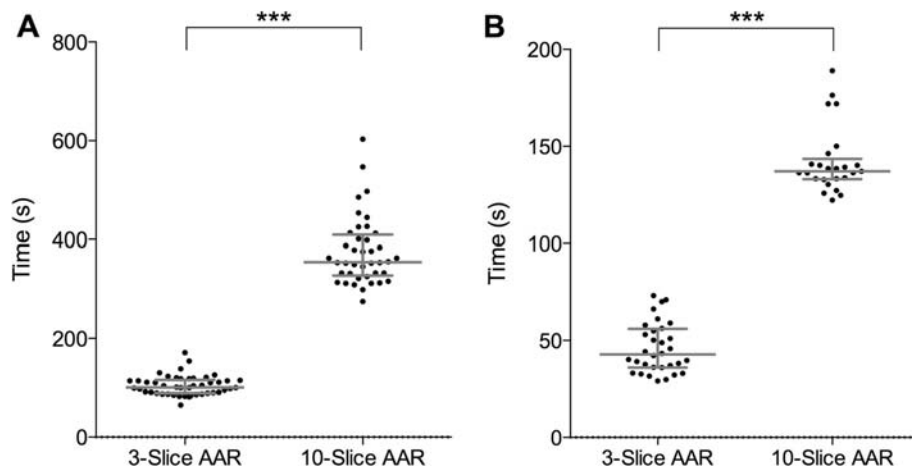 A
***
Time (s)
800
600
400
200
0
3-Slice AAR
10-Slice AAR
B
***
Time (s)
200
150
100
50
0
3-Slice AAR
10-Slice AAR